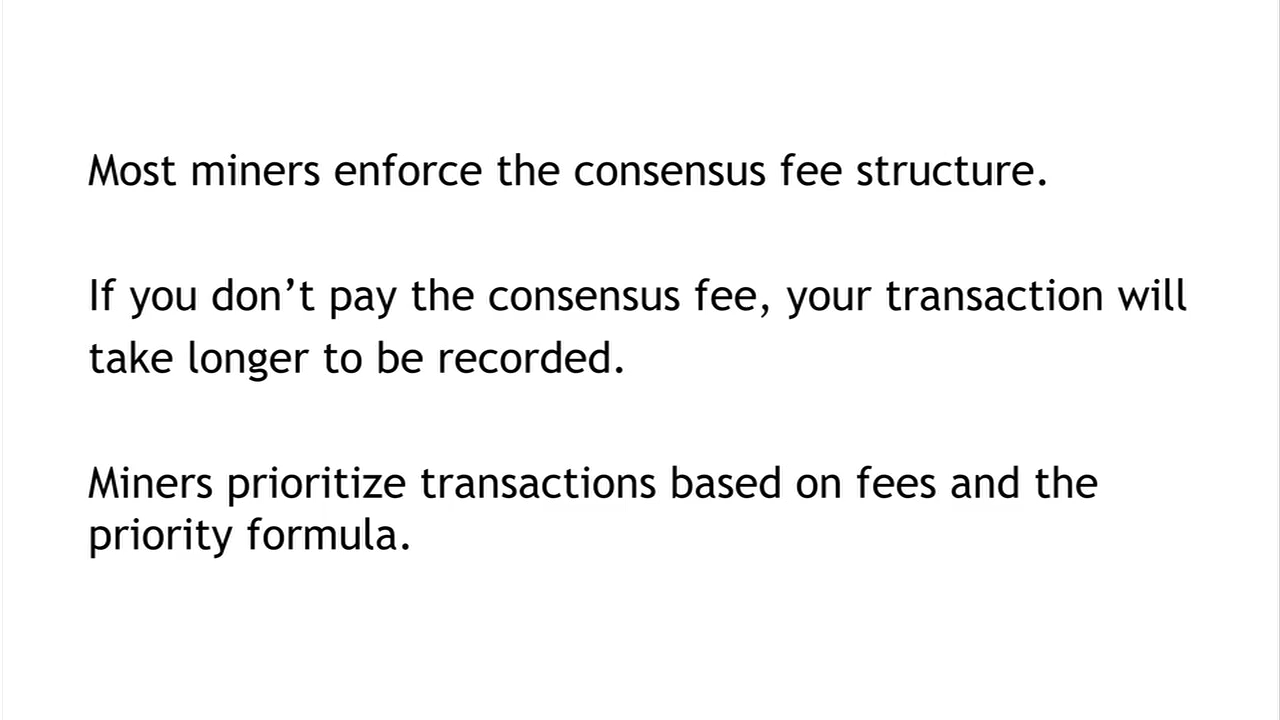 Most miners enforce the consensus fee structure.
If you don’t pay the consensus fee, your transaction will
take longer to be recorded.
Miners prioritize transactions based on fees and the
priority formula.